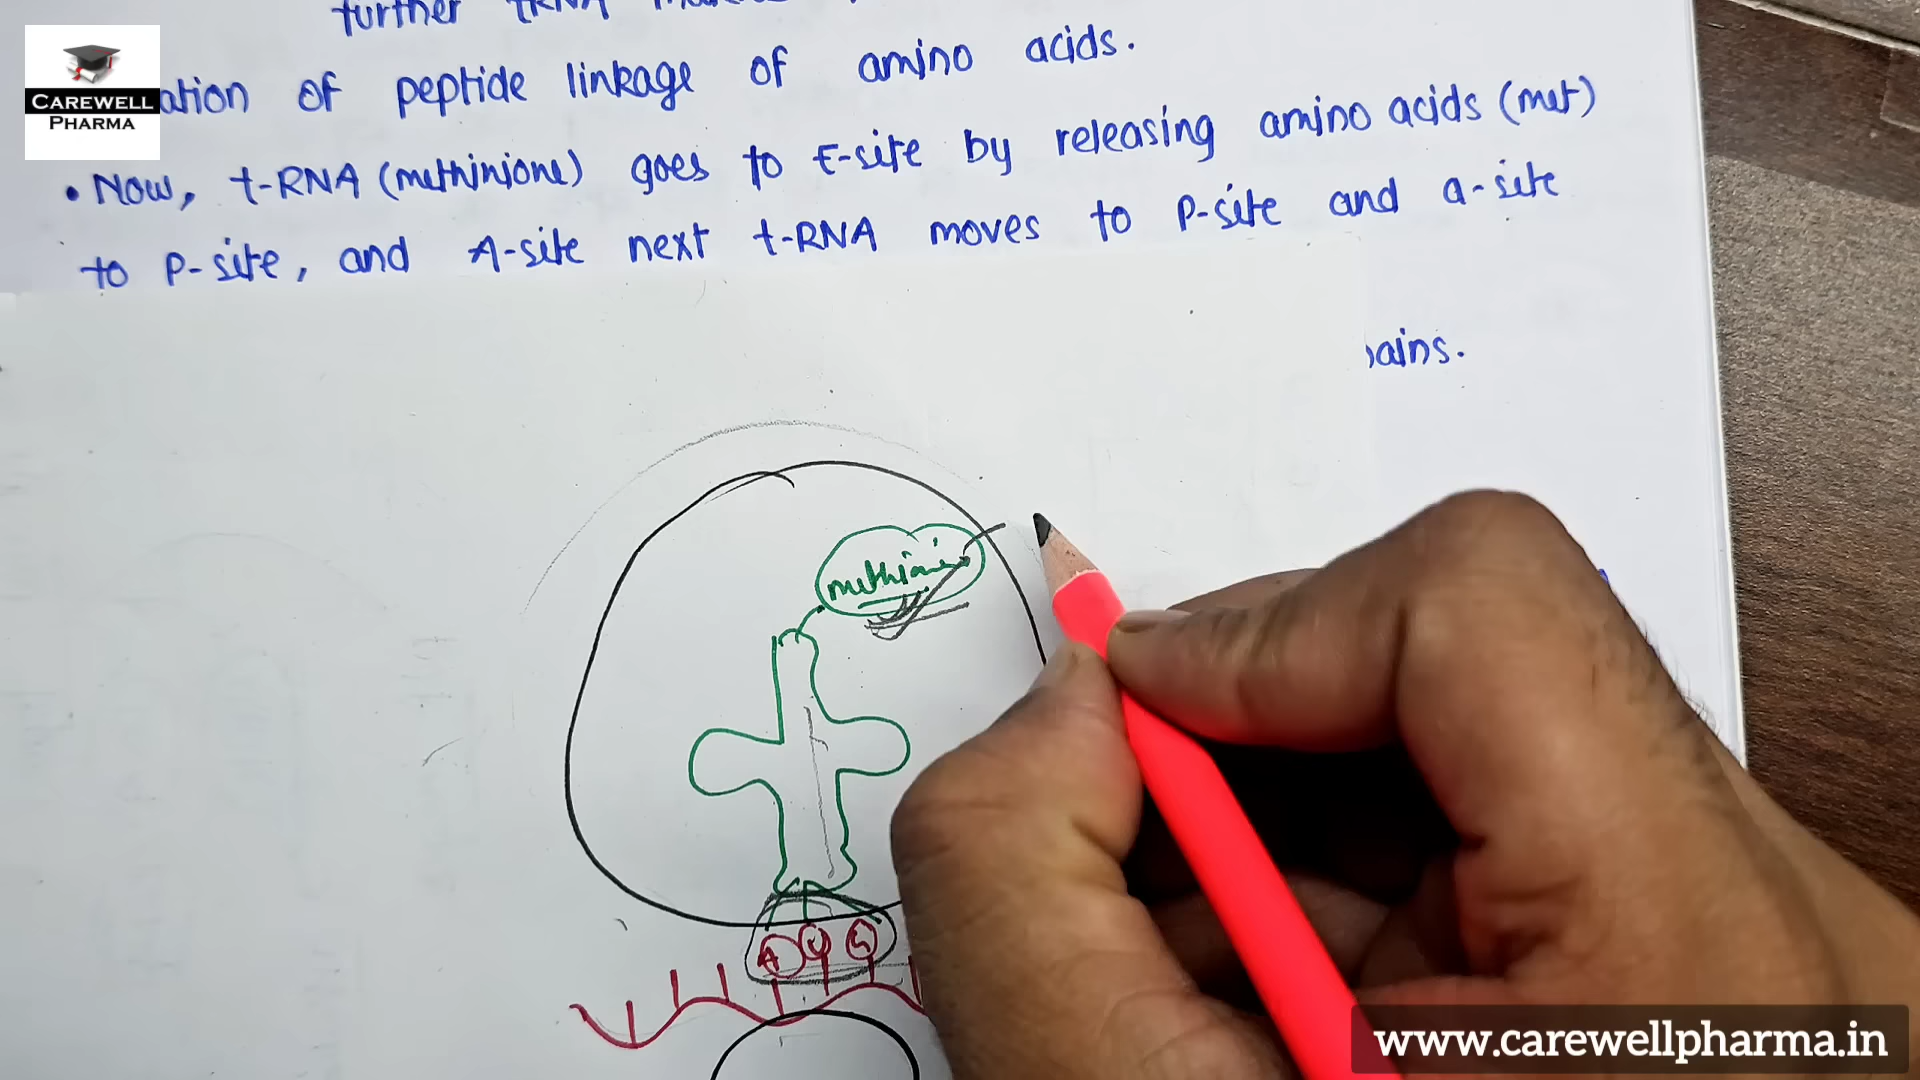 further tRNA
CAREWELL
PHARMA
ation of peptide linkage of amino acids.
• Now, t-RNA (methinione) goes to E-site by releasing amino acids (met)
to P-site, and A-site next t-RNA moves to P-site and a-site
ains.
A U G
www.carewellpharma.in